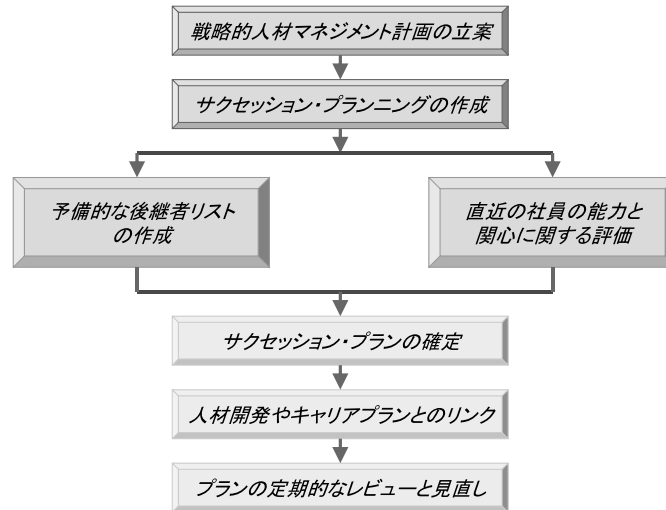 戦略的人材マネジメント計画の立案
サクセッション・プランニングの作成
予備的な後継者リスト
の作成
直近の社員の能力と
関心に関する評価
サクセッション・プランの確定
人材開発やキャリアプランとのリンク
プランの定期的なレビューと見直し